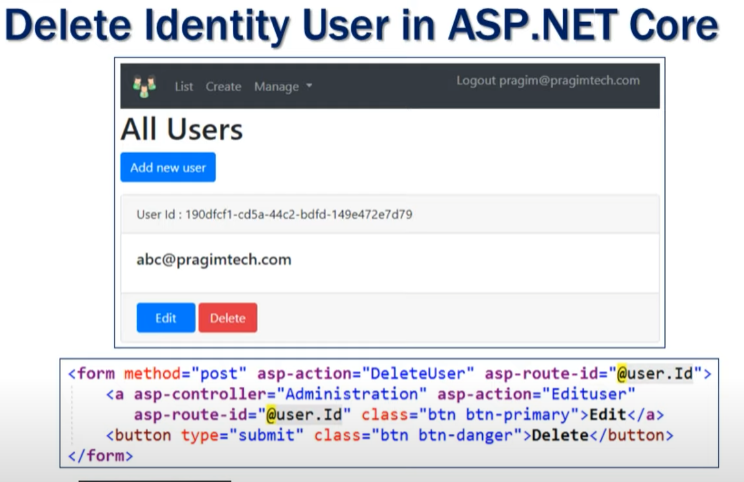 Delete Identity User in ASP.NET Core
List Create Manage Logout pragim@pragimtech.com
All Users
Add new user
User Id : 190dfcf1-cd5a-44c2-bdfd-149e472e7d79
abc@pragimtech.com
Edit Delete
<form method="post" asp-action="DeleteUser" asp-route-id="@user.Id">
<a asp-controller="Administration" asp-action="Edituser"
asp-route-id="@user.Id" class="btn btn-primary">Edit</a>
<button type="submit" class="btn btn-danger">Delete</button>
</form>